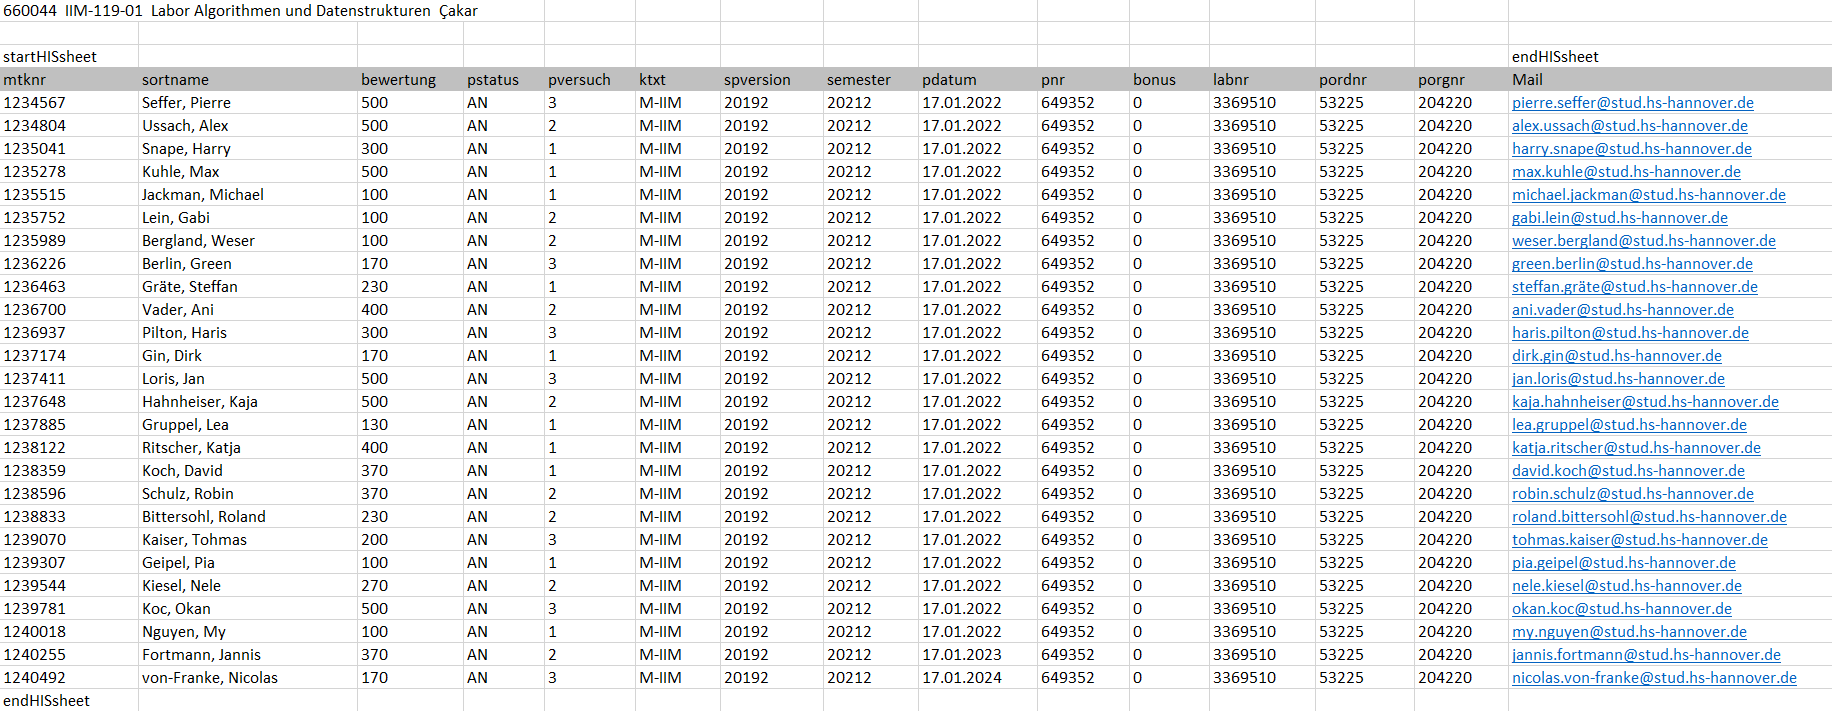 660044 IIM-119-01 Labor Algorithmen und Datenstrukturen Çakar
startHISsheet endHISsheet
mtknr sortname bewertung pstatus pversuch ktxt spversion semester pdatum pnr bonus labnr pordnr porgnr Mail
1234567 Seffer, Pierre 500 AN 3 M-IIM 20192 20212 17.01.2022 649352 0 3369510 53225 204220 pierre.seffer@stud.hs-hannover.de
1234804 Ussach, Alex 500 AN 2 M-IIM 20192 20212 17.01.2022 649352 0 3369510 53225 204220 alex.ussach@stud.hs-hannover.de
1235041 Snape, Harry 300 AN 1 M-IIM 20192 20212 17.01.2022 649352 0 3369510 53225 204220 harry.snape@stud.hs-hannover.de
1235278 Kuhle, Max 500 AN 1 M-IIM 20192 20212 17.01.2022 649352 0 3369510 53225 204220 max.kuhle@stud.hs-hannover.de
1235515 Jackman, Michael 100 AN 1 M-IIM 20192 20212 17.01.2022 649352 0 3369510 53225 204220 michael.jackman@stud.hs-hannover.de
1235752 Lein, Gabi 100 AN 2 M-IIM 20192 20212 17.01.2022 649352 0 3369510 53225 204220 gabi.lein@stud.hs-hannover.de
1235989 Bergland, Weser 100 AN 2 M-IIM 20192 20212 17.01.2022 649352 0 3369510 53225 204220 weser.bergland@stud.hs-hannover.de
1236226 Berlin, Green 170 AN 3 M-IIM 20192 20212 17.01.2022 649352 0 3369510 53225 204220 green.berlin@stud.hs-hannover.de
1236463 Gräte, Steffan 230 AN 1 M-IIM 20192 20212 17.01.2022 649352 0 3369510 53225 204220 steffan.gräte@stud.hs-hannover.de
1236700 Vader, Ani 400 AN 2 M-IIM 20192 20212 17.01.2022 649352 0 3369510 53225 204220 ani.vader@stud.hs-hannover.de
1236937 Pilton, Haris 300 AN 3 M-IIM 20192 20212 17.01.2022 649352 0 3369510 53225 204220 haris.pilton@stud.hs-hannover.de
1237174 Gin, Dirk 170 AN 1 M-IIM 20192 20212 17.01.2022 649352 0 3369510 53225 204220 dirk.gin@stud.hs-hannover.de
1237411 Loris, Jan 500 AN 3 M-IIM 20192 20212 17.01.2022 649352 0 3369510 53225 204220 jan.loris@stud.hs-hannover.de
1237648 Hahnheiser, Kaja 500 AN 2 M-IIM 20192 20212 17.01.2022 649352 0 3369510 53225 204220 kaja.hahnheiser@stud.hs-hannover.de
1237885 Gruppel, Lea 130 AN 1 M-IIM 20192 20212 17.01.2022 649352 0 3369510 53225 204220 lea.gruppel@stud.hs-hannover.de
1238122 Ritscher, Katja 400 AN 1 M-IIM 20192 20212 17.01.2022 649352 0 3369510 53225 204220 katja.ritscher@stud.hs-hannover.de
1238359 Koch, David 370 AN 1 M-IIM 20192 20212 17.01.2022 649352 0 3369510 53225 204220 david.koch@stud.hs-hannover.de
1238596 Schulz, Robin 370 AN 2 M-IIM 20192 20212 17.01.2022 649352 0 3369510 53225 204220 robin.schulz@stud.hs-hannover.de
1238833 Bittersohl, Roland 230 AN 2 M-IIM 20192 20212 17.01.2022 649352 0 3369510 53225 204220 roland.bittersohl@stud.hs-hannover.de
1239070 Kaiser, Tohmas 200 AN 3 M-IIM 20192 20212 17.01.2022 649352 0 3369510 53225 204220 tohmas.kaiser@stud.hs-hannover.de
1239307 Geipel, Pia 100 AN 1 M-IIM 20192 20212 17.01.2022 649352 0 3369510 53225 204220 pia.geipel@stud.hs-hannover.de
1239544 Kiesel, Nele 270 AN 2 M-IIM 20192 20212 17.01.2022 649352 0 3369510 53225 204220 nele.kiesel@stud.hs-hannover.de
1239781 Koc, Okan 500 AN 3 M-IIM 20192 20212 17.01.2022 649352 0 3369510 53225 204220 okan.koc@stud.hs-hannover.de
1240018 Nguyen, My 100 AN 1 M-IIM 20192 20212 17.01.2022 649352 0 3369510 53225 204220 my.nguyen@stud.hs-hannover.de
1240255 Fortmann, Jannis 370 AN 2 M-IIM 20192 20212 17.01.2023 649352 0 3369510 53225 204220 jannis.fortmann@stud.hs-hannover.de
1240492 von-Franke, Nicolas 170 AN 3 M-IIM 20192 20212 17.01.2024 649352 0 3369510 53225 204220 nicolas.von-franke@stud.hs-hannover.de
endHISsheet